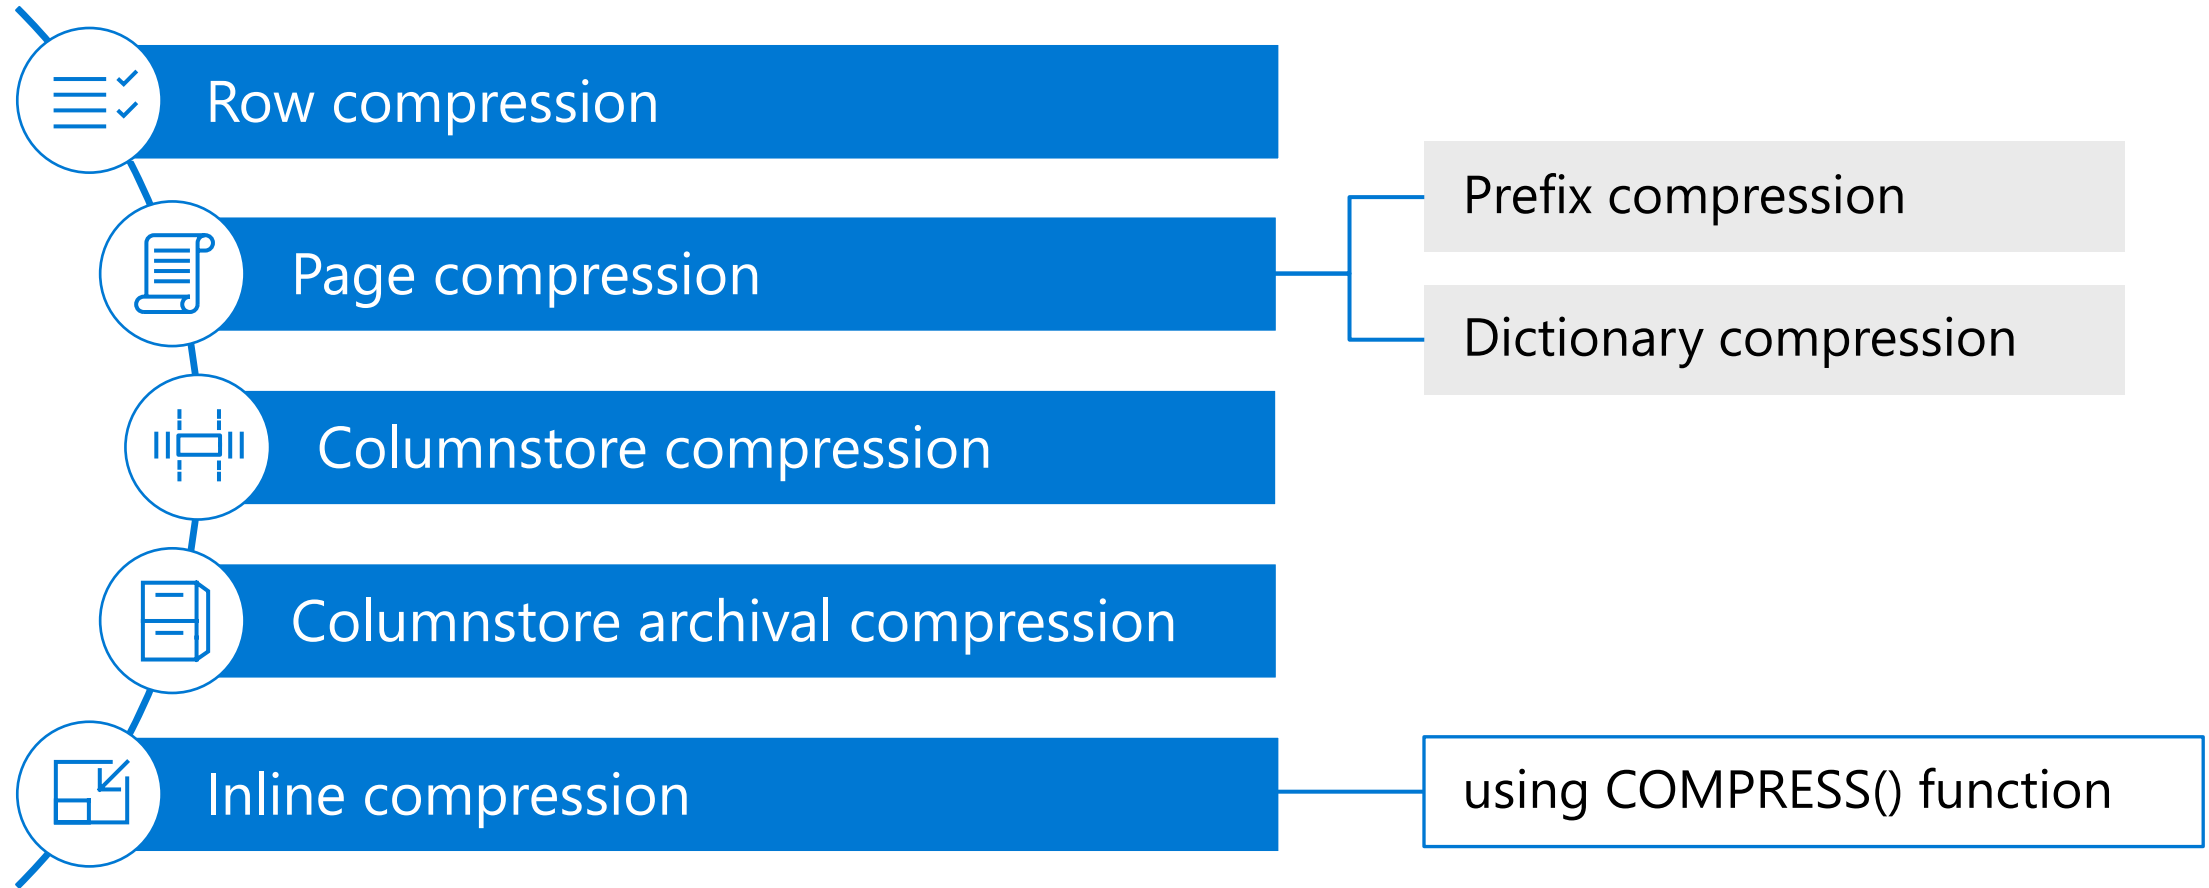 Row compression
Page compression
Prefix compression
Dictionary compression
Columnstore compression
Columnstore archival compression
Inline compression
using COMPRESS() function